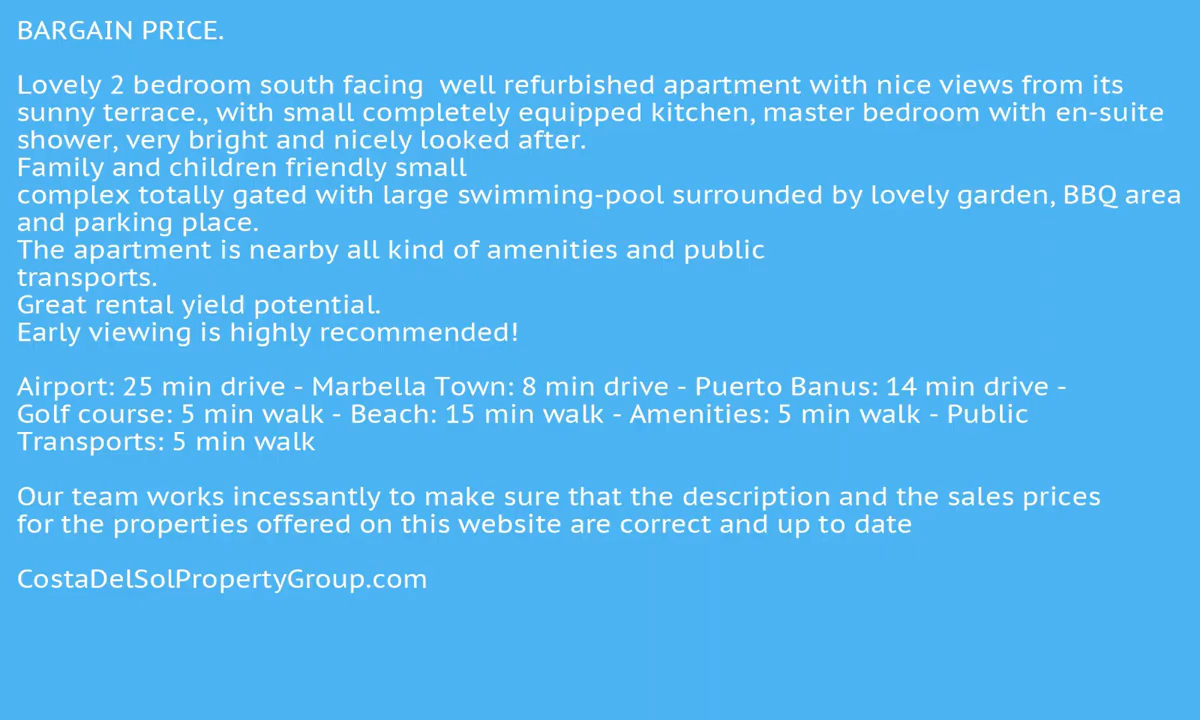 BARGAIN PRICE.
Lovely 2 bedroom south facing  well refurbished apartment with nice views from its
sunny terrace., with small completely equipped kitchen, master bedroom with en-suite
shower, very bright and nicely looked after.
Family and children friendly small
complex totally gated with large swimming-pool surrounded by lovely garden, BBQ area
and parking place.
The apartment is nearby all kind of amenities and public
transports.
Great rental yield potential.
Early viewing is highly recommended!
Airport: 25 min drive - Marbella Town: 8 min drive - Puerto Banus: 14 min drive -
Golf course: 5 min walk - Beach: 15 min walk - Amenities: 5 min walk - Public
Transports: 5 min walk
Our team works incessantly to make sure that the description and the sales prices
for the properties offered on this website are correct and up to date
CostaDelSolPropertyGroup.com